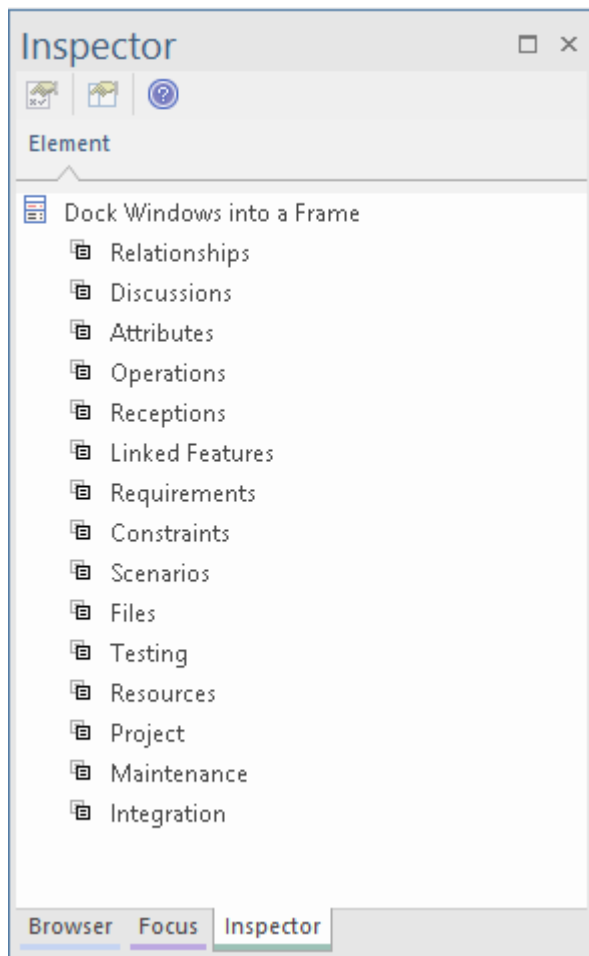 Inspector
Element
Dock Windows into a Frame
Relationships
Discussions
Attributes
Operations
Receptions
Linked Features
Requirements
Constraints
Scenarios
Files
Testing
Resources
Project
Maintenance
Integration
Browser Focus Inspector